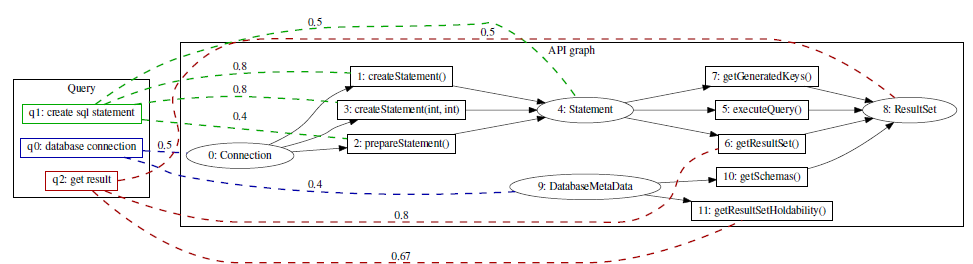 0.5
0.5
API graph
Query
q1: create sql statement
q0: database connection
q2: get result
0.8
0.8
0.4
0.5
0.4
0.8
0.67
0: Connection
1: createStatement()
3: createStatement(int, int)
2: prepareStatement()
4: Statement
9: DatabaseMetaData
7: getGeneratedKeys()
5: executeQuery()
6: getResultSet()
10: getSchemas()
11: getResultSetHoldability()
8: ResultSet